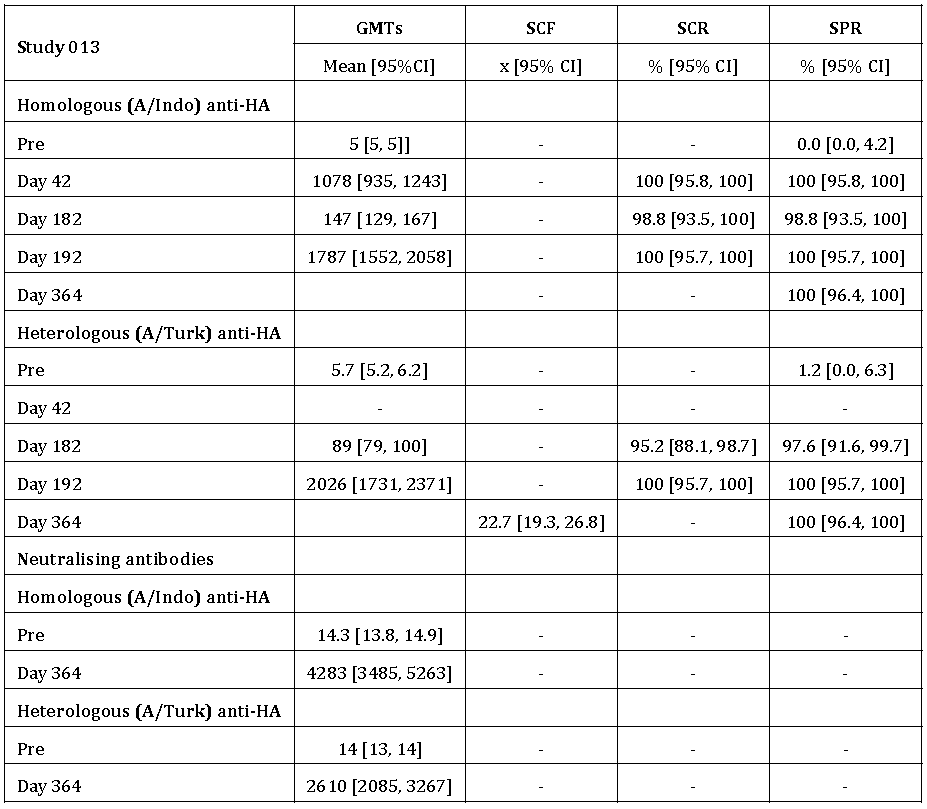 Study 013 GMTs SCF SCR SPR
Mean [95%CI] x [95% CI] % [95% CI] % [95% CI]
Homologous (A/Indo) anti-HA
Pre 5 [5, 5]] - - 0.0 [0.0, 4.2]
Day 42 1078 [935, 1243] - 100 [95.8, 100] 100 [95.8, 100]
Day 182 147 [129, 167] - 98.8 [93.5, 100] 98.8 [93.5, 100]
Day 192 1787 [1552, 2058] - 100 [95.7, 100] 100 [95.7, 100]
Day 364 - - 100 [96.4, 100]
Heterologous (A/Turk) anti-HA
Pre 5.7 [5.2, 6.2] - - 1.2 [0.0, 6.3]
Day 42 - - - -
Day 182 89 [79, 100] - 95.2 [88.1, 98.7] 97.6 [91.6, 99.7]
Day 192 2026 [1731, 2371] - 100 [95.7, 100] 100 [95.7, 100]
Day 364 22.7 [19.3, 26.8] - 100 [96.4, 100]
Neutralising antibodies
Homologous (A/Indo) anti-HA
Pre 14.3 [13.8, 14.9] - - -
Day 364 4283 [3485, 5263] - - -
Heterologous (A/Turk) anti-HA
Pre 14 [13, 14] - - -
Day 364 2610 [2085, 3267] - - -